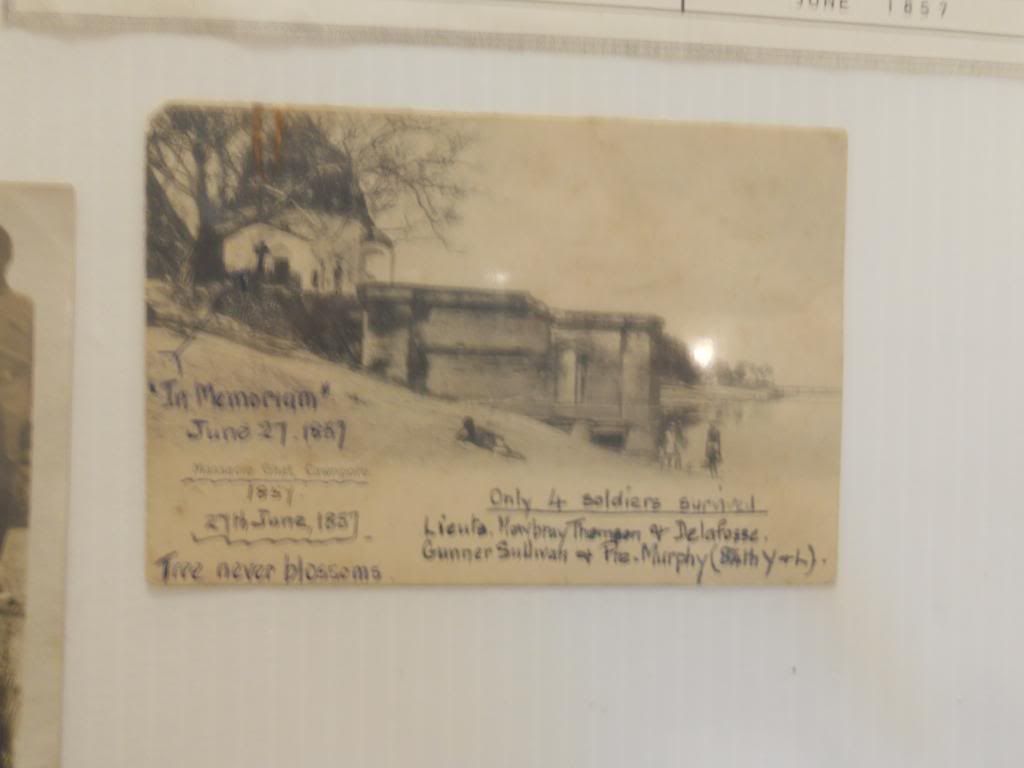 JUNE 1857
"In Memoriam"
June 27. 1857
Massacre Ghat, Cawnpore.
1857.
27th June, 1857.
Tree never blossoms.
Only 4 soldiers survived
Lieuts. Mowbray Thomson & Delafosse.
Gunner Sullivan & Pte. Murphy (84th Y & L).